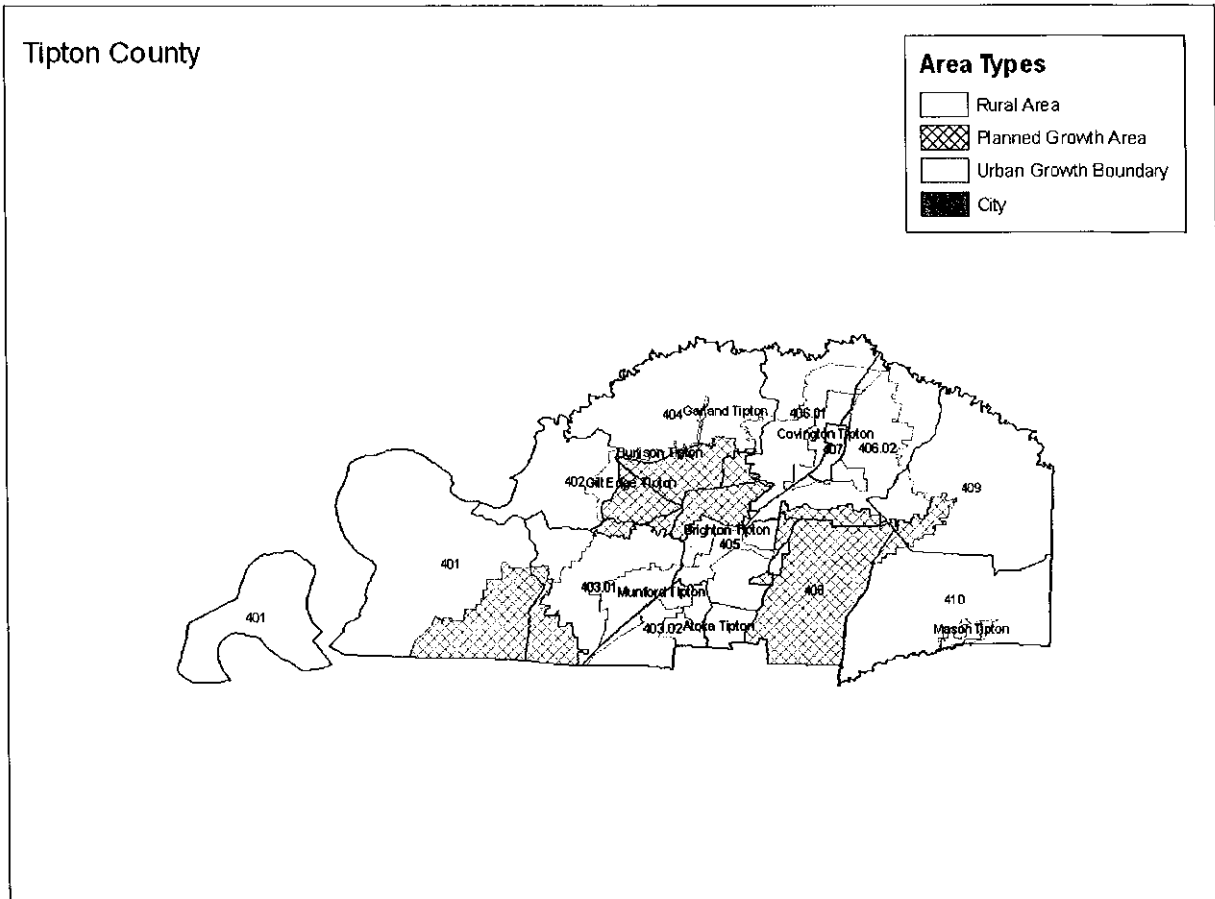 Tipton County
Area Types
Rural Area
Planned Growth Area
Urban Growth Boundary
City
404
Garland Tipton
406.01
Covington Tipton
407
406.02
Burlison Tipton
402
Gilt Edge Tipton
409
Brighton Tipton
405
401
403.01
Munford Tipton
408
410
401
403.02
Atoka Tipton
Mason Tipton